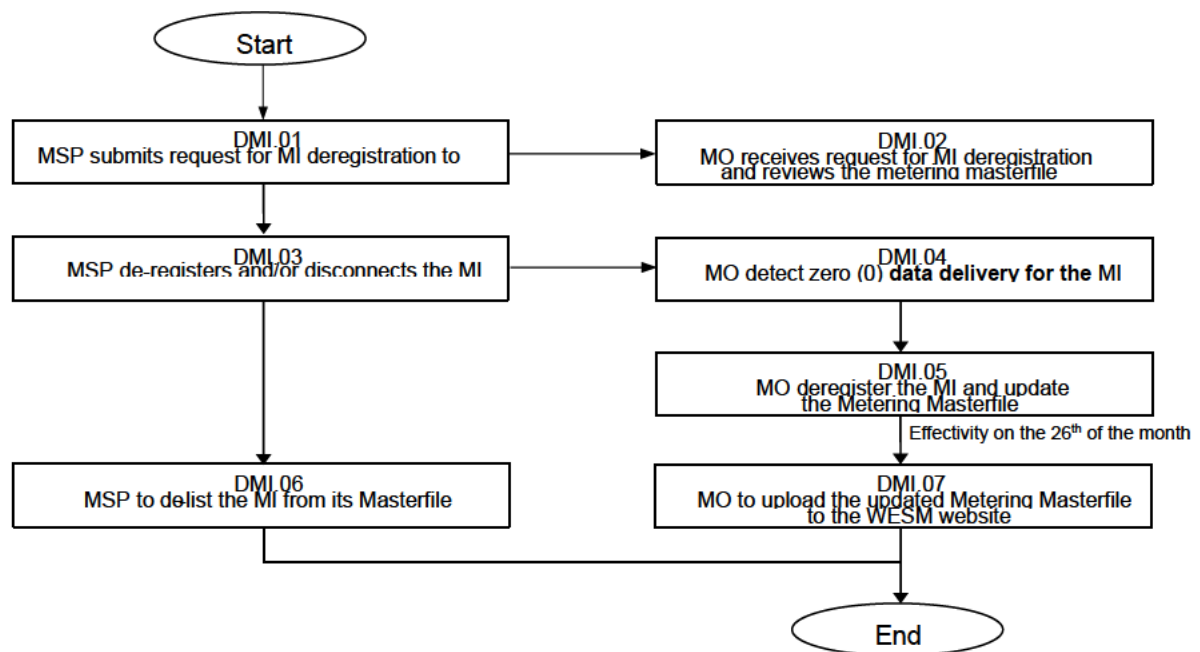 Start
DMI.01
MSP submits request for MI deregistration to
DMI.02
MO receives request for MI deregistration
and reviews the metering masterfile
DMI.03
MSP de-registers and/or disconnects the MI
DMI.04
MO detect zero (0) data delivery for the MI
DMI.05
MO deregister the MI and update
the Metering Masterfile
Effectivity on the 26th of the month
DMI.06
MSP to de-list the MI from its Masterfile
DMI.07
MO to upload the updated Metering Masterfile
to the WESM website
End